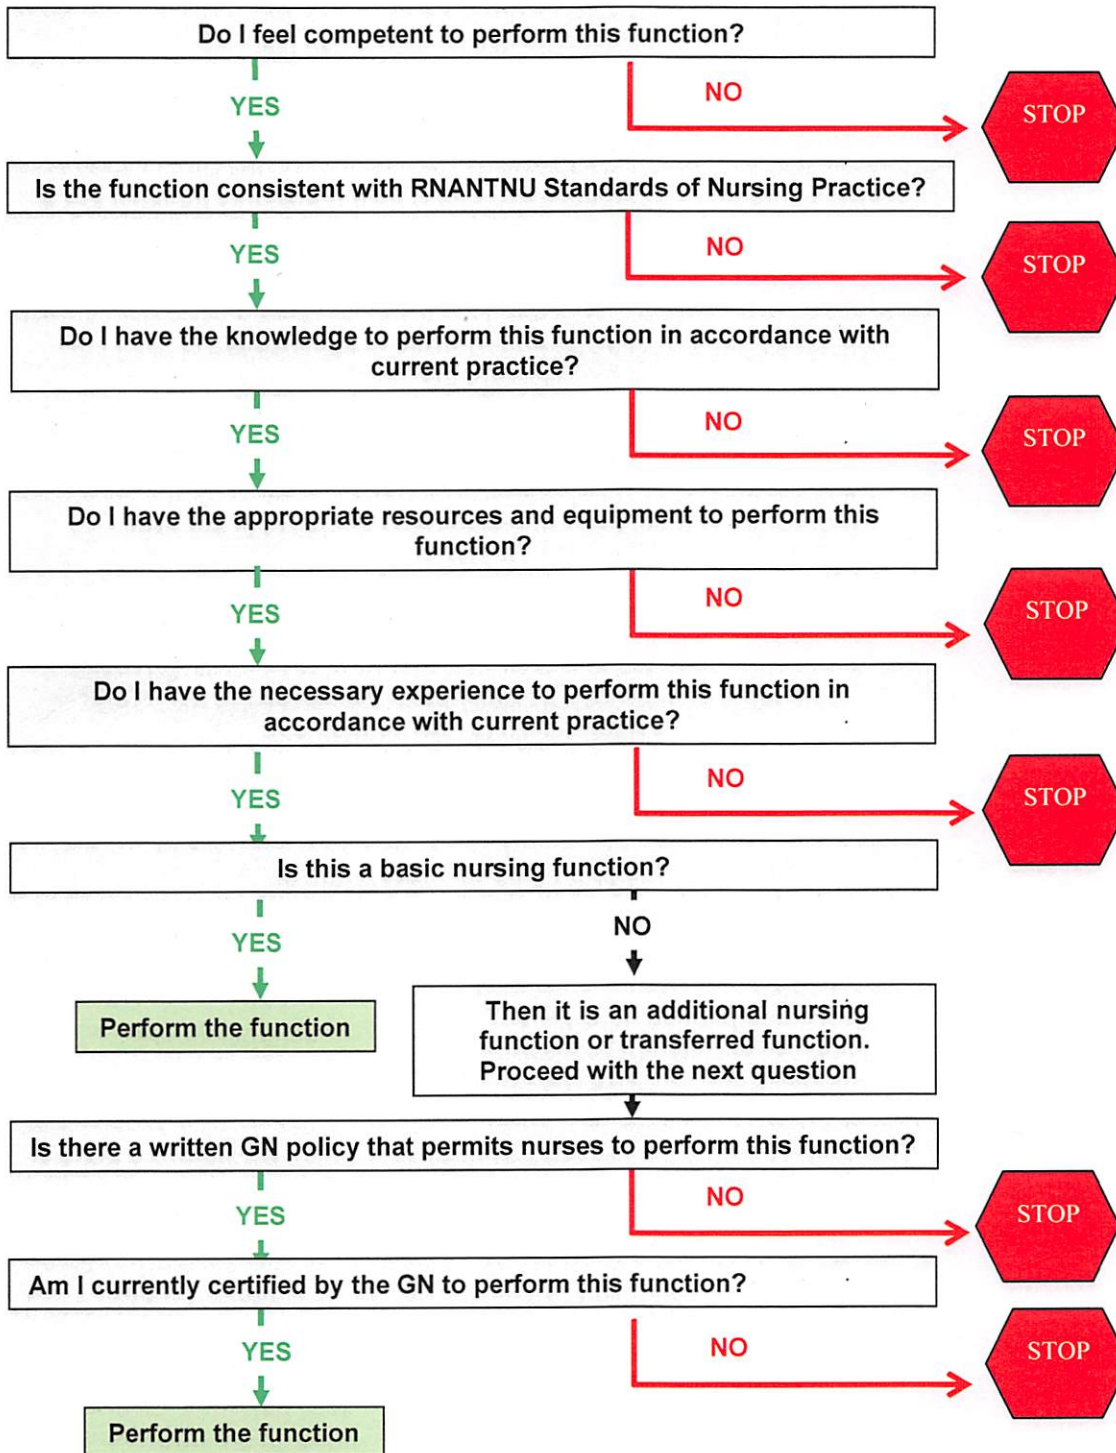 Do I feel competent to perform this function?
YES
NO
STOP
Is the function consistent with RNANTNU Standards of Nursing Practice?
YES
NO
STOP
Do I have the knowledge to perform this function in accordance with
current practice?
YES
NO
STOP
Do I have the appropriate resources and equipment to perform this
function?
YES
NO
STOP
Do I have the necessary experience to perform this function in
accordance with current practice?
YES
NO
STOP
Is this a basic nursing function?
YES
NO
Perform the function
Then it is an additional nursing
function or transferred function.
Proceed with the next question
Is there a written GN policy that permits nurses to perform this function?
YES
NO
STOP
Am I currently certified by the GN to perform this function?
YES
NO
STOP
Perform the function